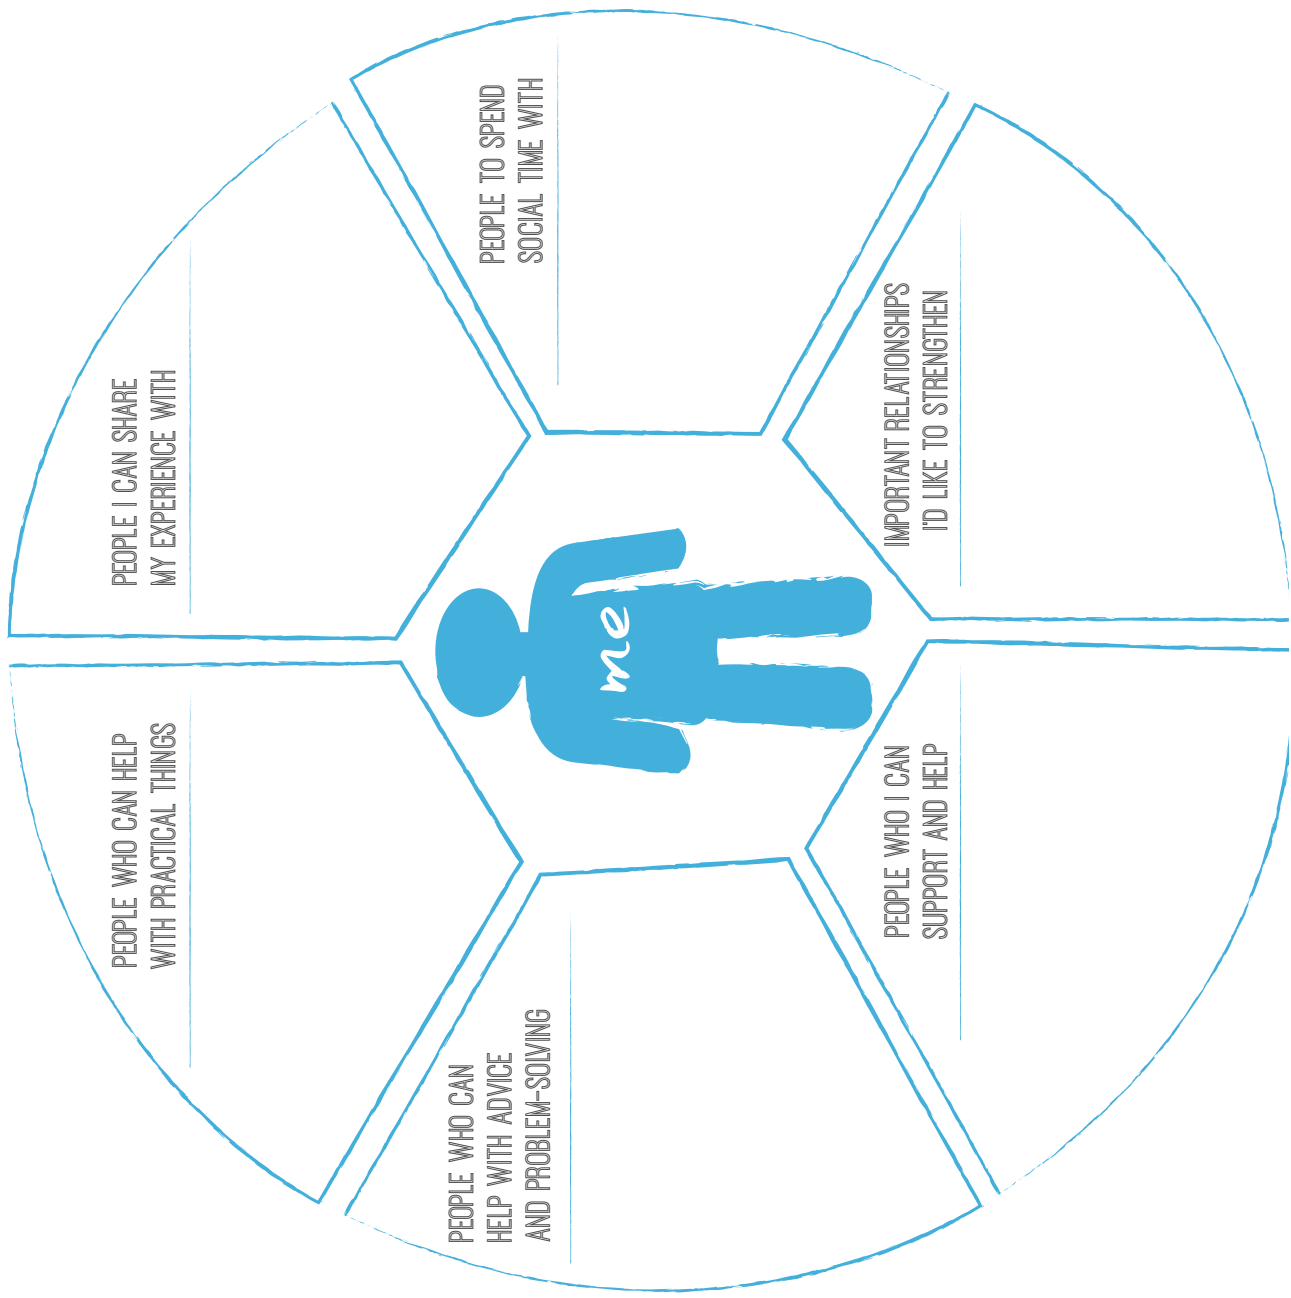 PEOPLE WHO CAN HELP
WITH PRACTICAL THINGS
PEOPLE I CAN SHARE
MY EXPERIENCE WITH
PEOPLE WHO CAN
HELP WITH ADVICE
AND PROBLEM-SOLVING
me
PEOPLE TO SPEND
SOCIAL TIME WITH
PEOPLE WHO I CAN
SUPPORT AND HELP
IMPORTANT RELATIONSHIPS
I'D LIKE TO STRENGTHEN